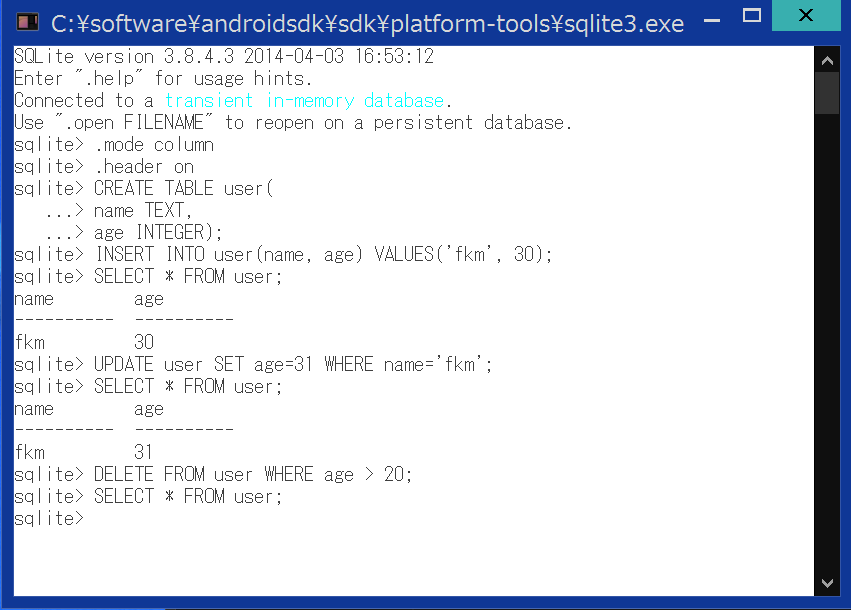 C:¥software¥androidsdk¥sdk¥platform-tools¥sqlite3.exe
SQLite version 3.8.4.3 2014-04-03 16:53:12
Enter ".help" for usage hints.
Connected to a transient in-memory database.
Use ".open FILENAME" to reopen on a persistent database.
sqlite> .mode column
sqlite> .header on
sqlite> CREATE TABLE user(
   ...> name TEXT,
   ...> age INTEGER);
sqlite> INSERT INTO user(name, age) VALUES('fkm', 30);
sqlite> SELECT * FROM user;
name        age
----------  ----------
fkm         30
sqlite> UPDATE user SET age=31 WHERE name='fkm';
sqlite> SELECT * FROM user;
name        age
----------  ----------
fkm         31
sqlite> DELETE FROM user WHERE age > 20;
sqlite> SELECT * FROM user;
sqlite>